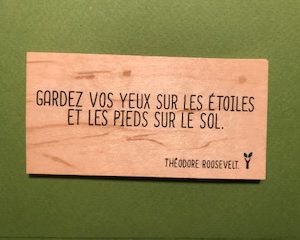 GARDEZ VOS YEUX SUR LES ÉTOILES
ET LES PIEDS SUR LE SOL.
THÉODORE ROOSEVELT.